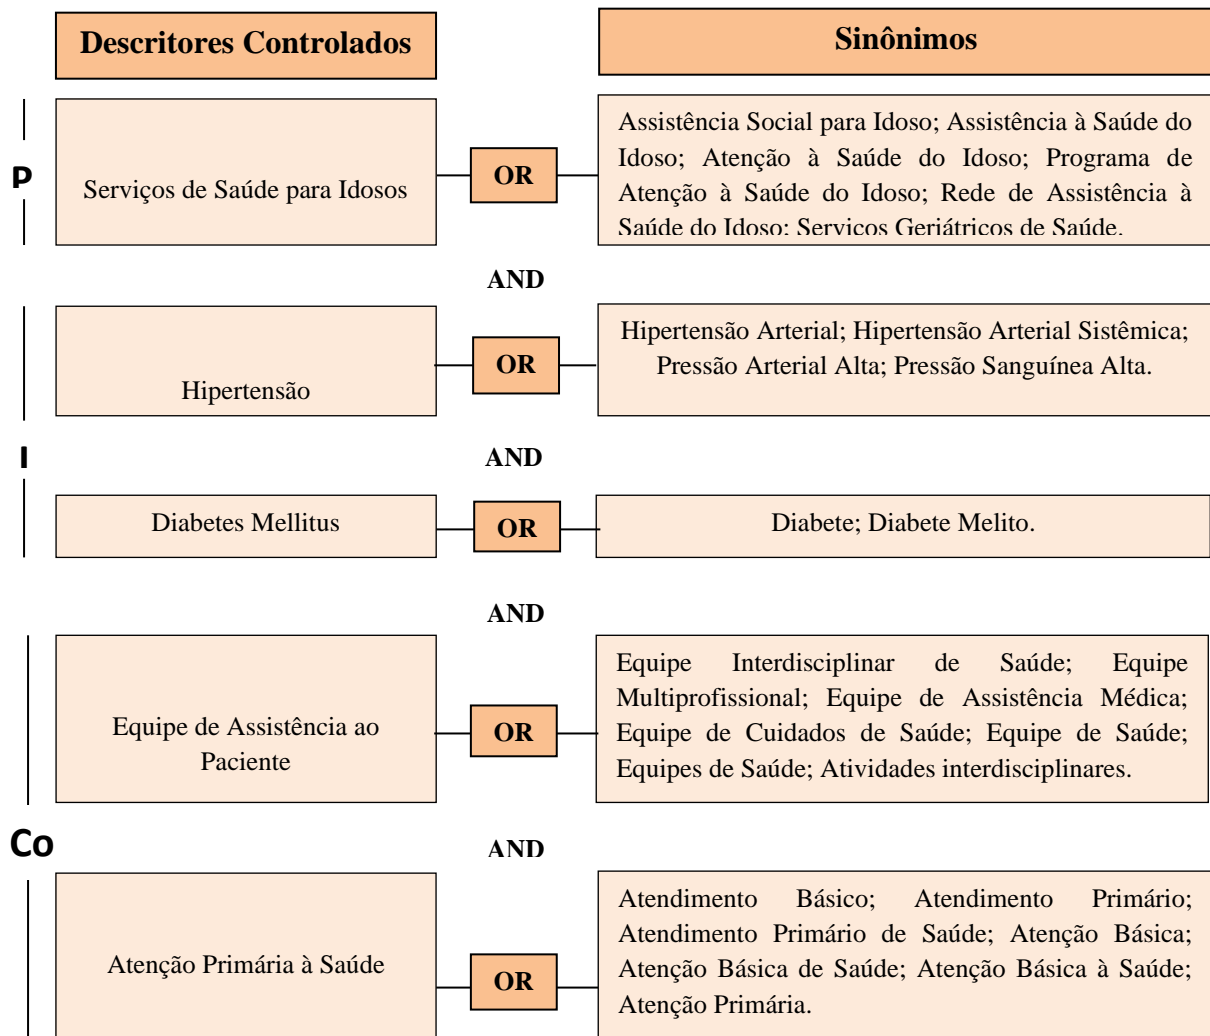 Descritores Controlados
Sinônimos
P
Serviços de Saúde para Idosos
OR
Assistência Social para Idoso; Assistência à Saúde do
Idoso; Atenção à Saúde do Idoso; Programa de
Atenção à Saúde do Idoso; Rede de Assistência à
Saúde do Idoso; Serviços Geriátricos de Saúde.
AND
Hipertensão
OR
Hipertensão Arterial; Hipertensão Arterial Sistêmica;
Pressão Arterial Alta; Pressão Sanguínea Alta.
I
AND
Diabetes Mellitus
OR
Diabete; Diabete Melito.
AND
Equipe de Assistência ao
Paciente
OR
Equipe Interdisciplinar de Saúde; Equipe
Multiprofissional; Equipe de Assistência Médica;
Equipe de Cuidados de Saúde; Equipe de Saúde;
Equipes de Saúde; Atividades interdisciplinares.
Co
AND
Atenção Primária à Saúde
OR
Atendimento Básico; Atendimento Primário;
Atendimento Primário de Saúde; Atenção Básica;
Atenção Básica de Saúde; Atenção Básica à Saúde;
Atenção Primária.